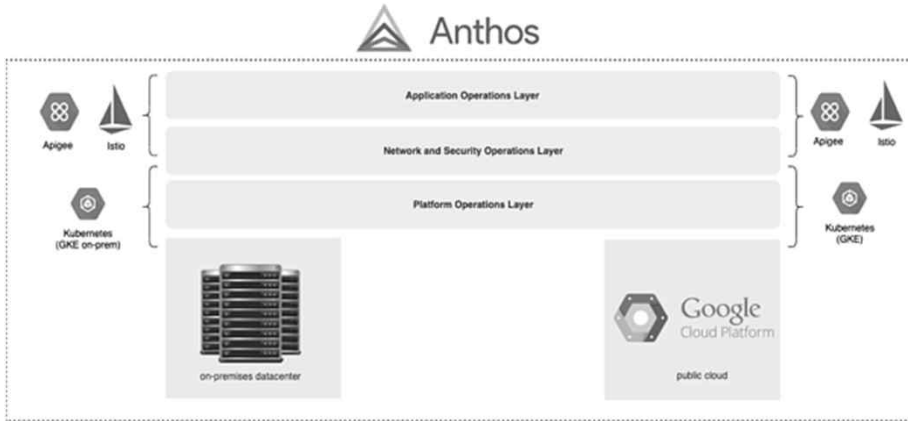 Anthos
Application Operations Layer
Apigee
Istio
Network and Security Operations Layer
Apigee
Istio
Platform Operations Layer
Kubernetes
(GKE on-prem)
Kubernetes
(GKE)
Google
Cloud Platform
on-premises datacenter
public cloud